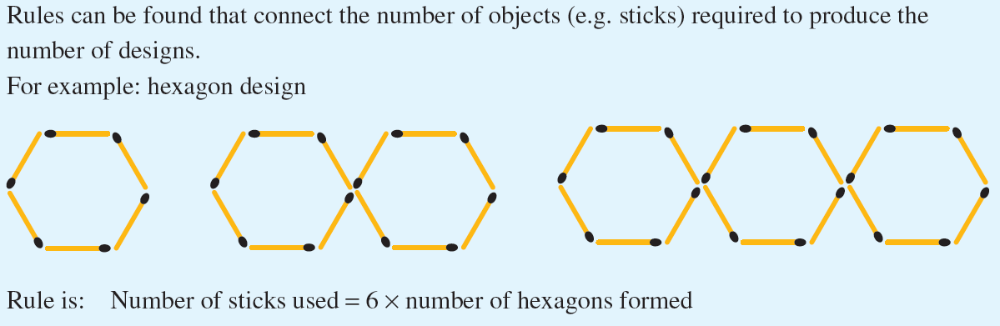 Rules can be found that connect the number of objects (e.g. sticks) required to produce the
number of designs.
For example: hexagon design
Rule is: Number of sticks used = 6 × number of hexagons formed